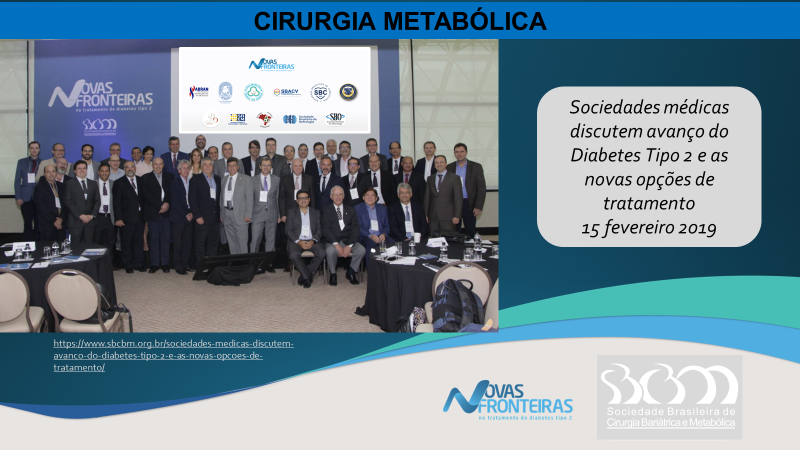 CIRURGIA METABÓLICA
NOVAS
FRONTEIRAS
no tratamento do diabetes tipo 2
SBCBM
NOVAS
FRONTEIRAS
ABRAN
SBACV
SBC
Sociedades médicas
discutem avanço do
Diabetes Tipo 2 e as
novas opções de
tratamento
15 fevereiro 2019
https://www.sbcbm.org.br/sociedades-medicas-discutem-
avanco-do-diabetes-tipo-2-e-as-novas-opcoes-de-
tratamento/
NOVAS
FRONTEIRAS
no tratamento do diabetes tipo 2
SBCBM
Sociedade Brasileira de
Cirurgia Bariátrica e Metabólica